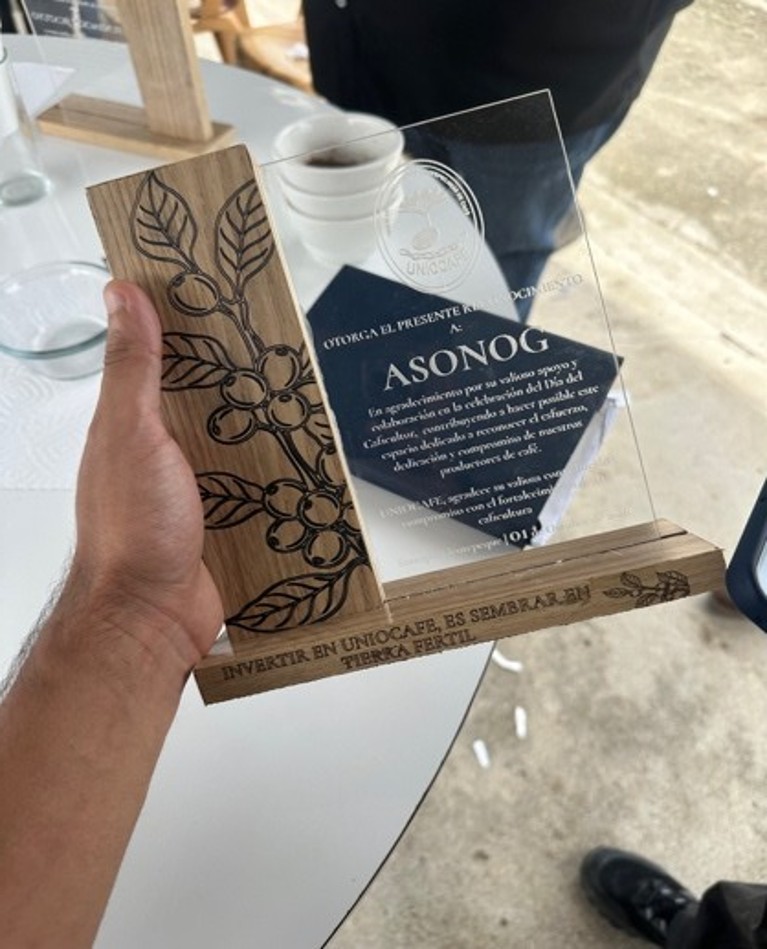 UNIOCAFE
OTORGA EL PRESENTE RECONOCIMIENTO
A:
ASONOG
En agradecimiento por su valioso apoyo y
colaboración en la celebración del Día del
Caficultor, contribuyendo a hacer posible este
espacio dedicado a reconocer el esfuerzo,
dedicación y compromiso de nuestros
productores de café.
UNIOCAFE, agradece su valiosa
compromiso con el
caficultura
INVERTIR EN UNIOCAFE, ES SEMBRAR EN
TIERRA FERTIL